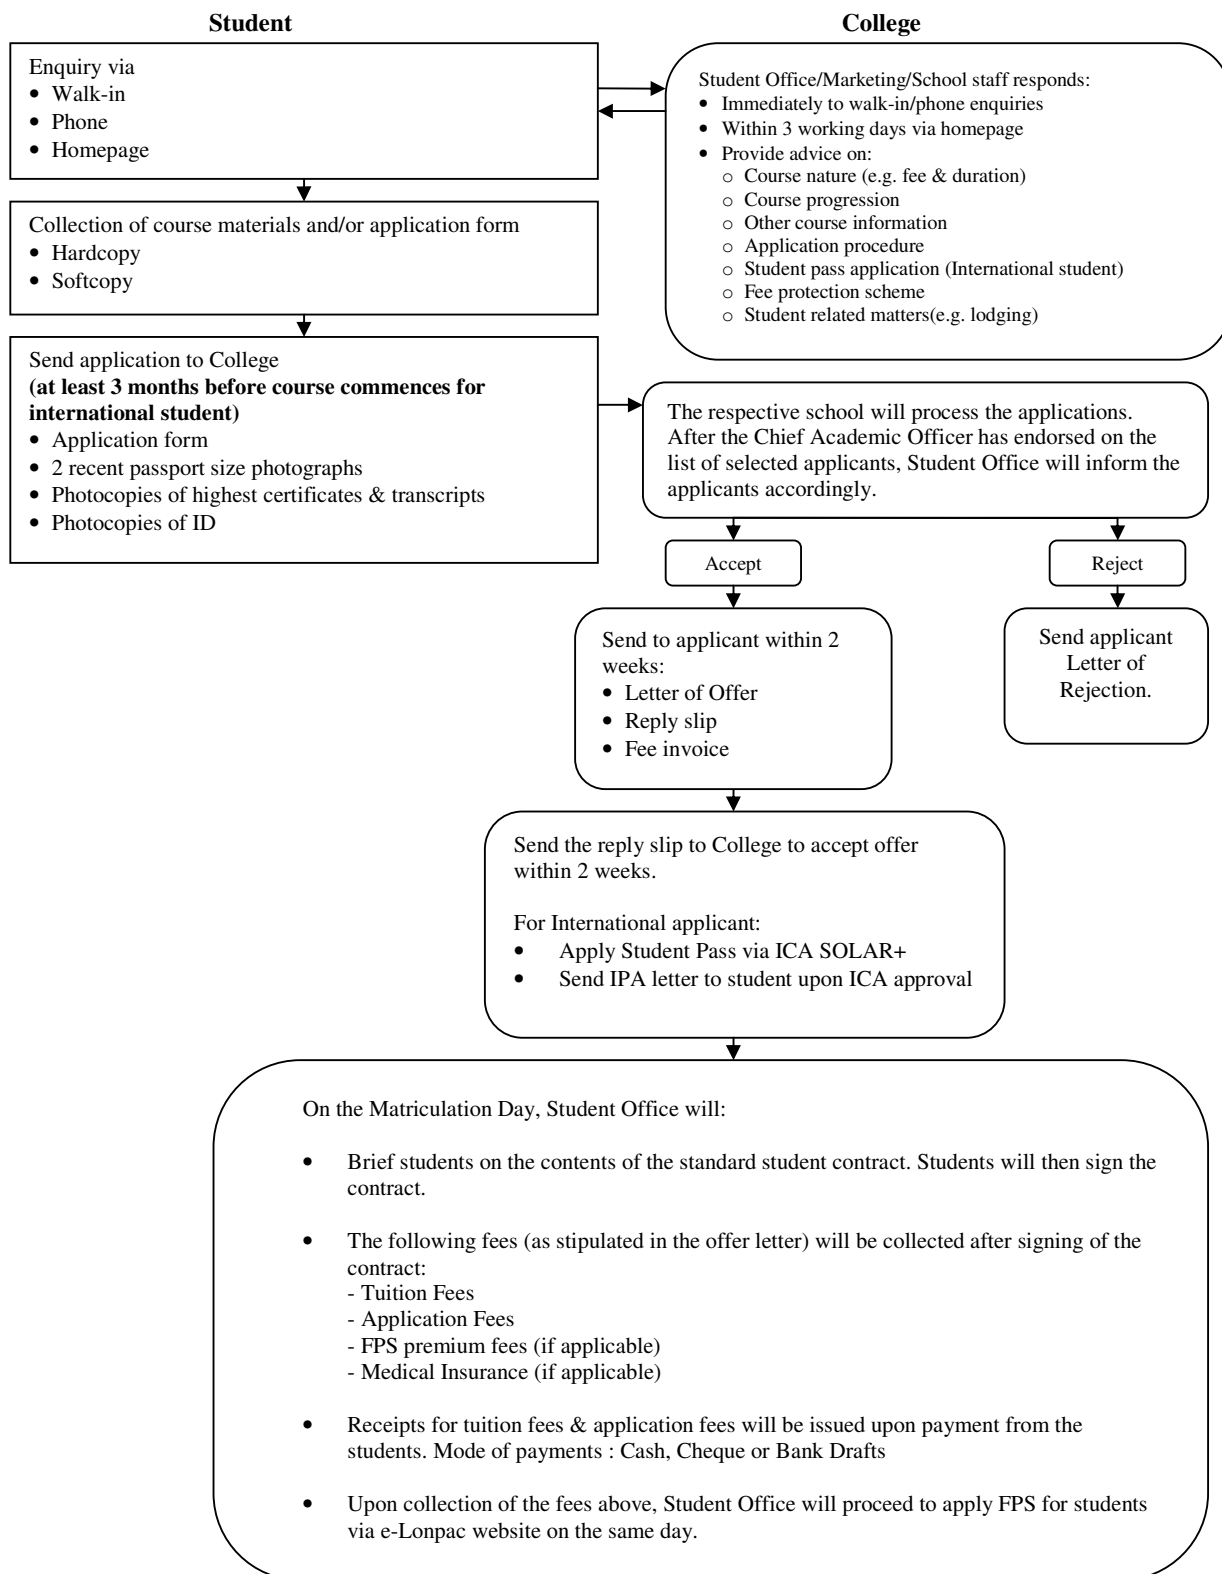 Student
College
Enquiry via
• Walk-in
• Phone
• Homepage
Student Office/Marketing/School staff responds:
• Immediately to walk-in/phone enquiries
• Within 3 working days via homepage
• Provide advice on:
o Course nature (e.g. fee & duration)
o Course progression
o Other course information
o Application procedure
o Student pass application (International student)
o Fee protection scheme
o Student related matters(e.g. lodging)
Collection of course materials and/or application form
• Hardcopy
• Softcopy
Send application to College
(at least 3 months before course commences for
international student)
• Application form
• 2 recent passport size photographs
• Photocopies of highest certificates & transcripts
• Photocopies of ID
The respective school will process the applications.
After the Chief Academic Officer has endorsed on the
list of selected applicants, Student Office will inform the
applicants accordingly.
Accept
Reject
Send to applicant within 2
weeks:
• Letter of Offer
• Reply slip
• Fee invoice
Send applicant
Letter of
Rejection.
Send the reply slip to College to accept offer
within 2 weeks.
For International applicant:
• Apply Student Pass via ICA SOLAR+
• Send IPA letter to student upon ICA approval
On the Matriculation Day, Student Office will:
• Brief students on the contents of the standard student contract. Students will then sign the
contract.
• The following fees (as stipulated in the offer letter) will be collected after signing of the
contract:
- Tuition Fees
- Application Fees
- FPS premium fees (if applicable)
- Medical Insurance (if applicable)
• Receipts for tuition fees & application fees will be issued upon payment from the
students. Mode of payments : Cash, Cheque or Bank Drafts
• Upon collection of the fees above, Student Office will proceed to apply FPS for students
via e-Lonpac website on the same day.